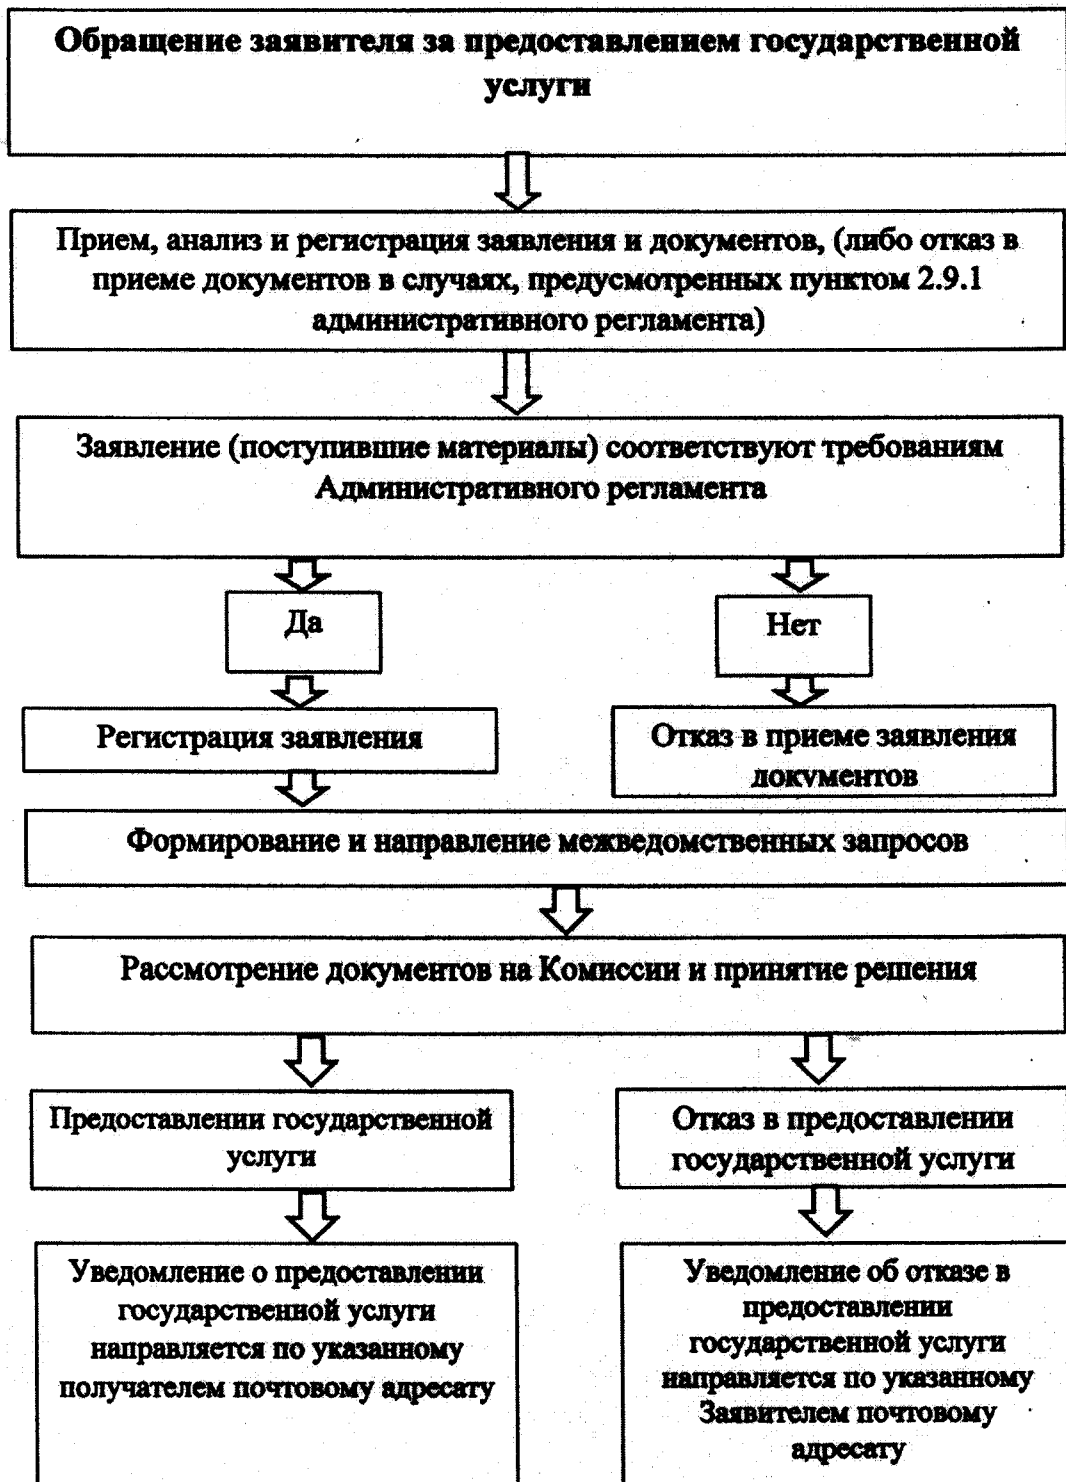 Обращение заявителя за предоставлением государственной
услуги
Прием, анализ и регистрация заявления и документов, (либо отказ в
приеме документов в случаях, предусмотренных пунктом 2.9.1
административного регламента)
Заявление (поступившие материалы) соответствуют требованиям
Административного регламента
Да
Нет
Регистрация заявления
Отказ в приеме заявления
документов
Формирование и направление межведомственных запросов
Рассмотрение документов на Комиссии и принятие решения
Предоставлении государственной
услуги
Отказ в предоставлении
государственной услуги
Уведомление о предоставлении
государственной услуги
направляется по указанному
получателем почтовому адресату
Уведомление об отказе в
предоставлении
государственной услуги
направляется по указанному
Заявителем почтовому
адресату